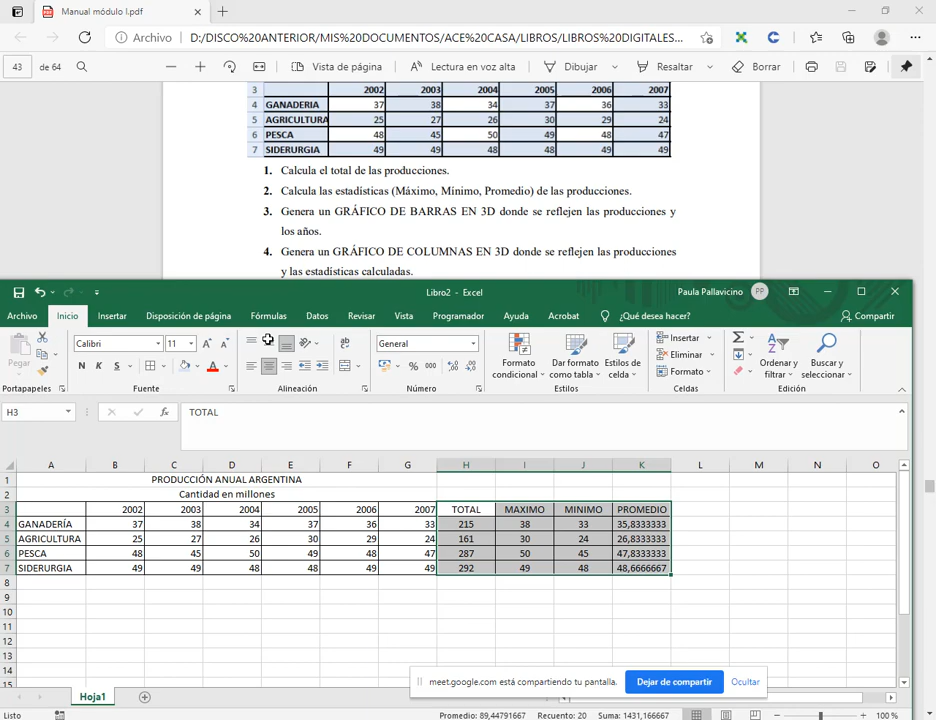 Manual módulo I.pdf
Archivo D:/DISCO%20ANTERIOR/MIS%20DOCUMENTOS/ACE%20CASA/LIBROS/LIBROS%20DIGITALES...
43 de 64 Vista de página Lectura en voz alta Dibujar Resaltar Borrar
3 2002 2003 2004 2005 2006 2007
4 GANADERIA 37 38 34 37 36 33
5 AGRICULTURA 25 27 26 30 29 24
6 PESCA 48 45 50 49 48 47
7 SIDERURGIA 49 49 48 48 49 49
1. Calcula el total de las producciones.
2. Calcula las estadísticas (Máximo, Mínimo, Promedio) de las producciones.
3. Genera un GRÁFICO DE BARRAS EN 3D donde se reflejen las producciones y
los años.
4. Genera un GRÁFICO DE COLUMNAS EN 3D donde se reflejen las producciones
y las estadísticas calculadas.
Libro2 - Excel Paula Pallavicino PP
Archivo Inicio Insertar Disposición de página Fórmulas Datos Revisar Vista Programador Ayuda Acrobat ¿Qué desea hacer? Compartir
Pegar Calibri 11 General Formato condicional Dar formato como tabla Estilos de celda Insertar Eliminar Formato Ordenar y filtrar Buscar y seleccionar
N K S % 000
Portapapeles Fuente Alineación Número Estilos Celdas Edición
H3 fx TOTAL
A B C D E F G H I J K L M N O
1 PRODUCCIÓN ANUAL ARGENTINA
2 Cantidad en millones
3 2002 2003 2004 2005 2006 2007 TOTAL MAXIMO MINIMO PROMEDIO
4 GANADERÍA 37 38 34 37 36 33 215 38 33 35,8333333
5 AGRICULTURA 25 27 26 30 29 24 161 30 24 26,8333333
6 PESCA 48 45 50 49 48 47 287 50 45 47,8333333
7 SIDERURGIA 49 49 48 48 49 49 292 49 48 48,6666667
8
9
10
11
12
13
14
15
meet.google.com está compartiendo tu pantalla. Dejar de compartir Ocultar
Hoja1
Listo Promedio: 89,44791667 Recuento: 20 Suma: 1431,166667 100 %